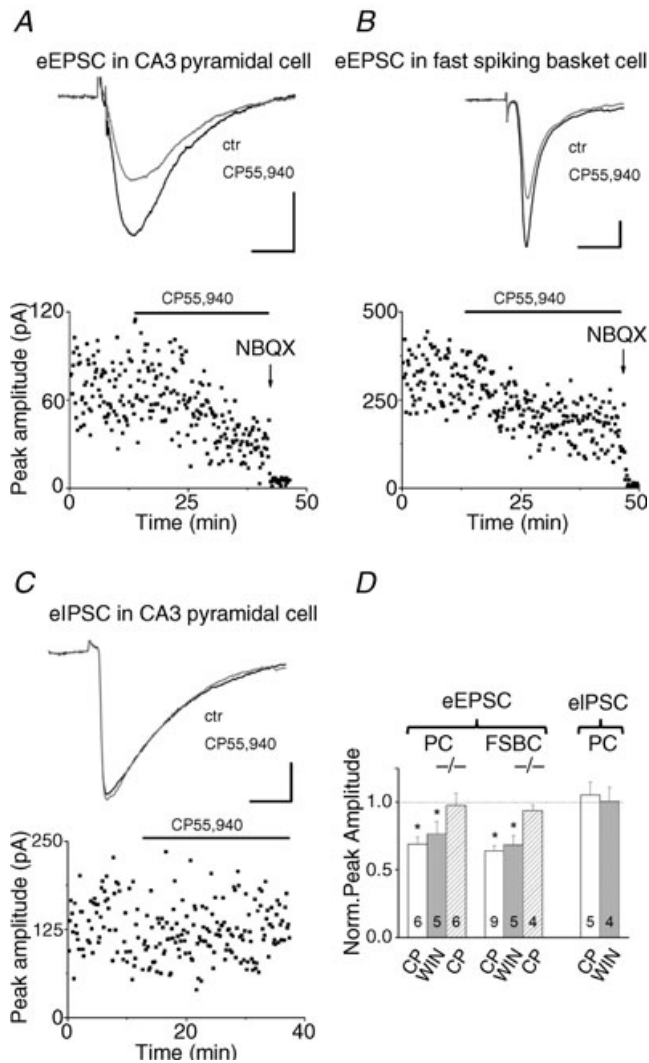 A
eEPSC in CA3 pyramidal cell
ctr
CP55,940
CP55,940
NBQX
Peak amplitude (pA)
120
60
0
0
25
50
Time (min)
B
eEPSC in fast spiking basket cell
ctr
CP55,940
CP55,940
NBQX
500
250
0
0
25
50
Time (min)
C
eIPSC in CA3 pyramidal cell
ctr
CP55,940
CP55,940
Peak amplitude (pA)
250
125
0
0
20
40
Time (min)
D
eEPSC
eIPSC
PC
FSBC
PC
–/–
–/–
Norm.Peak Amplitude
1.0
0.5
0.0
*
*
*
*
6
5
6
9
5
4
5
4
CP
WIN
CP
CP
WIN
CP
CP
WIN